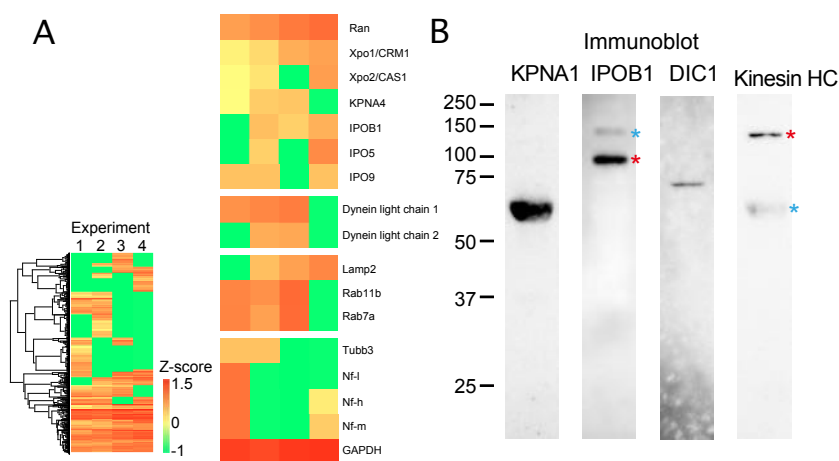 A
Ran
Xpo1/CRM1
Xpo2/CAS1
KPNA4
IPOB1
IPO5
IPO9
Dynein light chain 1
Dynein light chain 2
Lamp2
Rab11b
Rab7a
Tubb3
Nf-l
Nf-h
Nf-m
GAPDH
Experiment
1 2 3 4
Z-score
1.5
0
-1
B
Immunoblot
KPNA1 IPOB1 DIC1 Kinesin HC
250
150
100
75
50
37
25
*
*
*
*